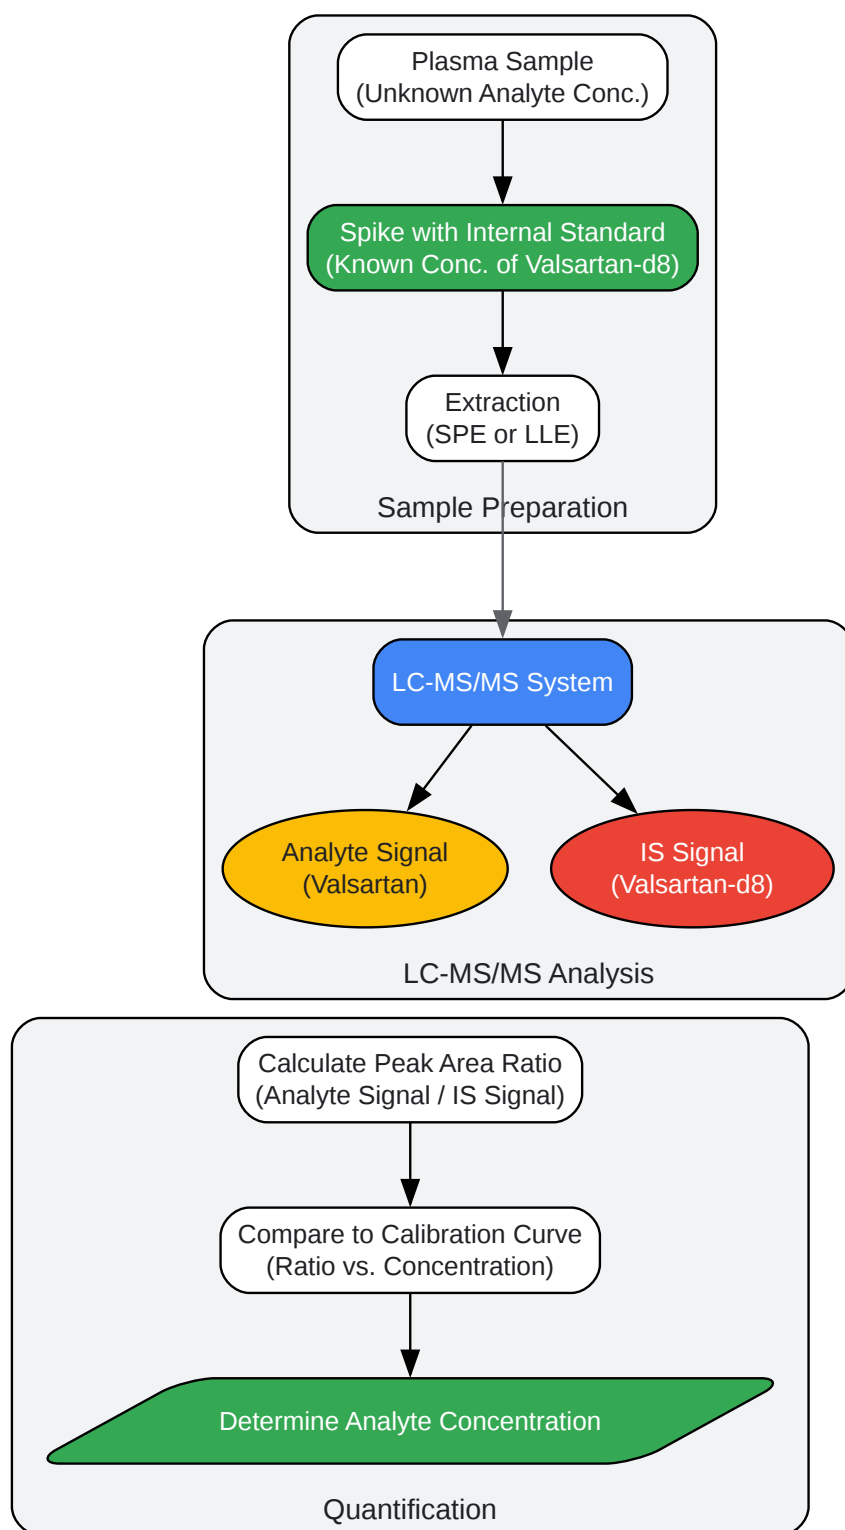 Plasma Sample
(Unknown Analyte Conc.)
Spike with Internal Standard
(Known Conc. of Valsartan-d8)
Extraction
(SPE or LLE)
Sample Preparation
LC-MS/MS System
Analyte Signal
(Valsartan)
IS Signal
(Valsartan-d8)
LC-MS/MS Analysis
Calculate Peak Area Ratio
(Analyte Signal / IS Signal)
Compare to Calibration Curve
(Ratio vs. Concentration)
Determine Analyte Concentration
Quantification